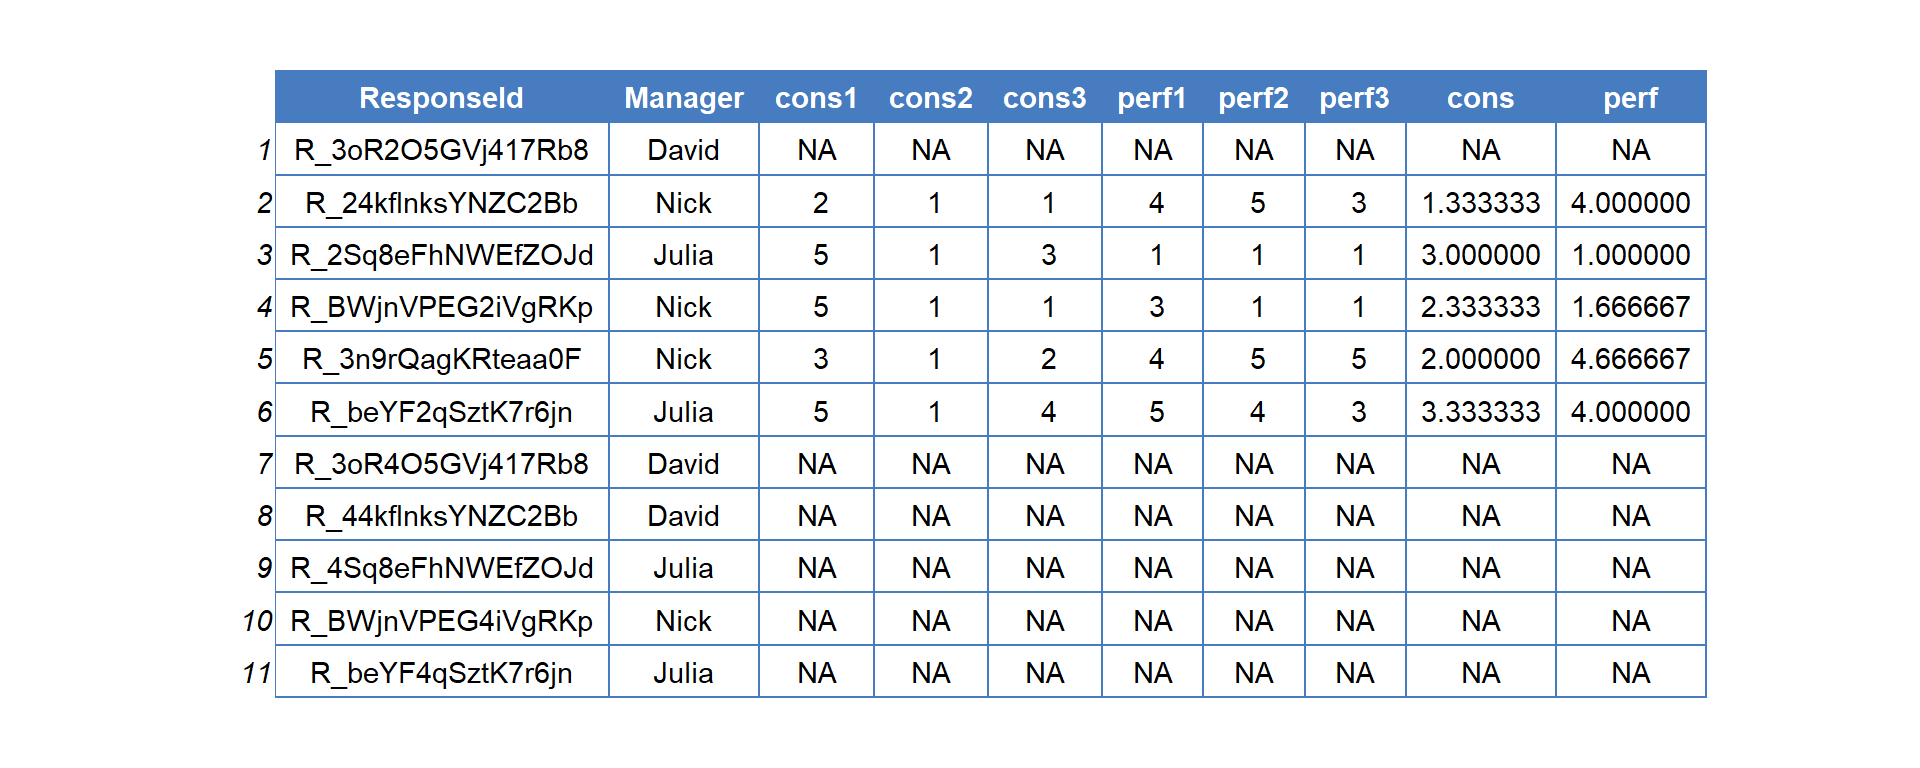 ResponseId Manager cons1 cons2 cons3 perf1 perf2 perf3 cons perf
1 R_3oR2O5GVj417Rb8 David NA NA NA NA NA NA NA NA
2 R_24kflnksYNZC2Bb Nick 2 1 1 4 5 3 1.333333 4.000000
3 R_2Sq8eFhNWEfZOJd Julia 5 1 3 1 1 1 3.000000 1.000000
4 R_BWjnVPEG2iVgRKp Nick 5 1 1 3 1 1 2.333333 1.666667
5 R_3n9rQagKRteaa0F Nick 3 1 2 4 5 5 2.000000 4.666667
6 R_beYF2qSztK7r6jn Julia 5 1 4 5 4 3 3.333333 4.000000
7 R_3oR4O5GVj417Rb8 David NA NA NA NA NA NA NA NA
8 R_44kflnksYNZC2Bb David NA NA NA NA NA NA NA NA
9 R_4Sq8eFhNWEfZOJd Julia NA NA NA NA NA NA NA NA
10 R_BWjnVPEG4iVgRKp Nick NA NA NA NA NA NA NA NA
11 R_beYF4qSztK7r6jn Julia NA NA NA NA NA NA NA NA